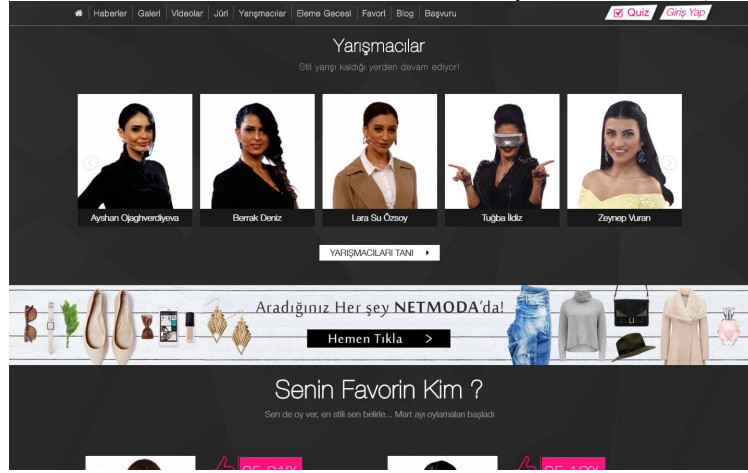 Haberler Galeri Videolar Jüri Yarışmacılar Eleme Gecesi Favori Blog Başvuru Quiz Giriş Yap
Yarışmacılar
Stil yarışı kaldığı yerden devam ediyor!
Ayshan Ojaghverdiyeva Berrak Deniz Lara Su Özsoy Tuğba İldiz Zeynep Vuran
YARIŞMACILARI TANI
Aradığınız Her şey NETMODA'da!
Hemen Tıkla >
Senin Favorin Kim ?
Sen de oy ver, en stili sen belirle... Mart ayı oylamaları başladı